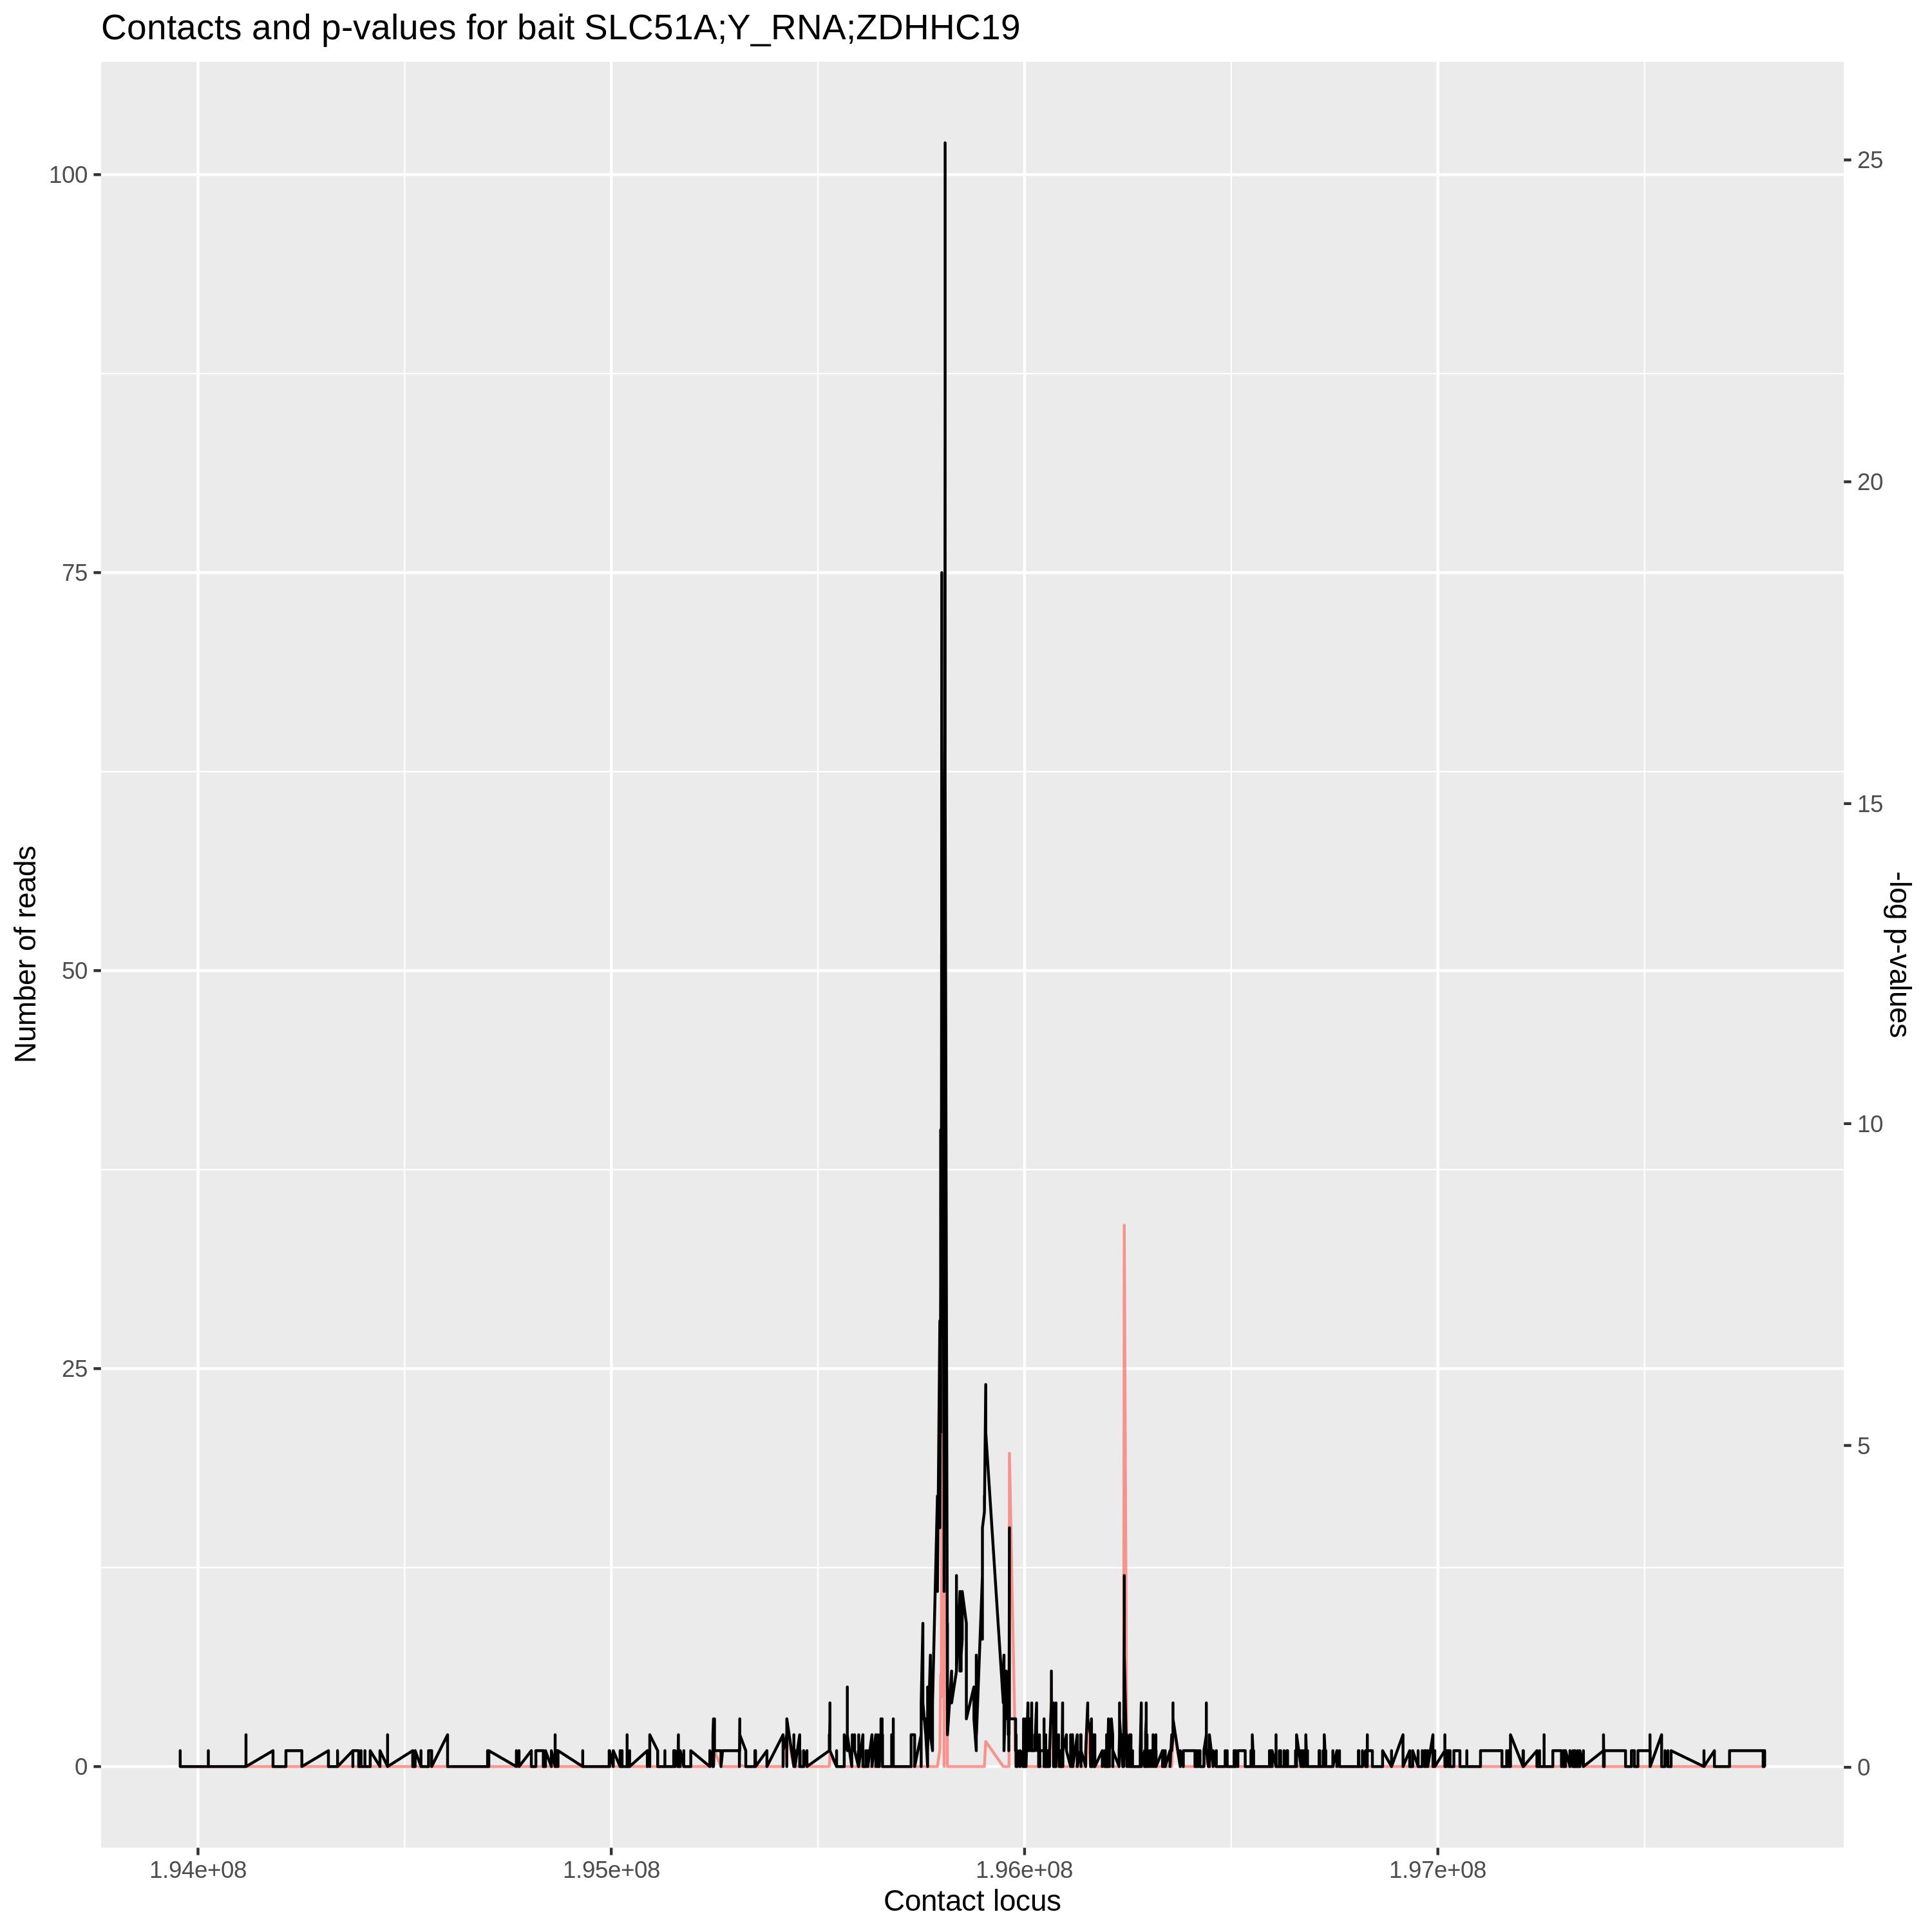 Contacts and p-values for bait SLC51A;Y_RNA;ZDHHC19
100
75
50
25
0
Number of reads
25
20
15
10
5
0
-log p-values
1.94e+08
1.95e+08
1.96e+08
1.97e+08
Contact locus